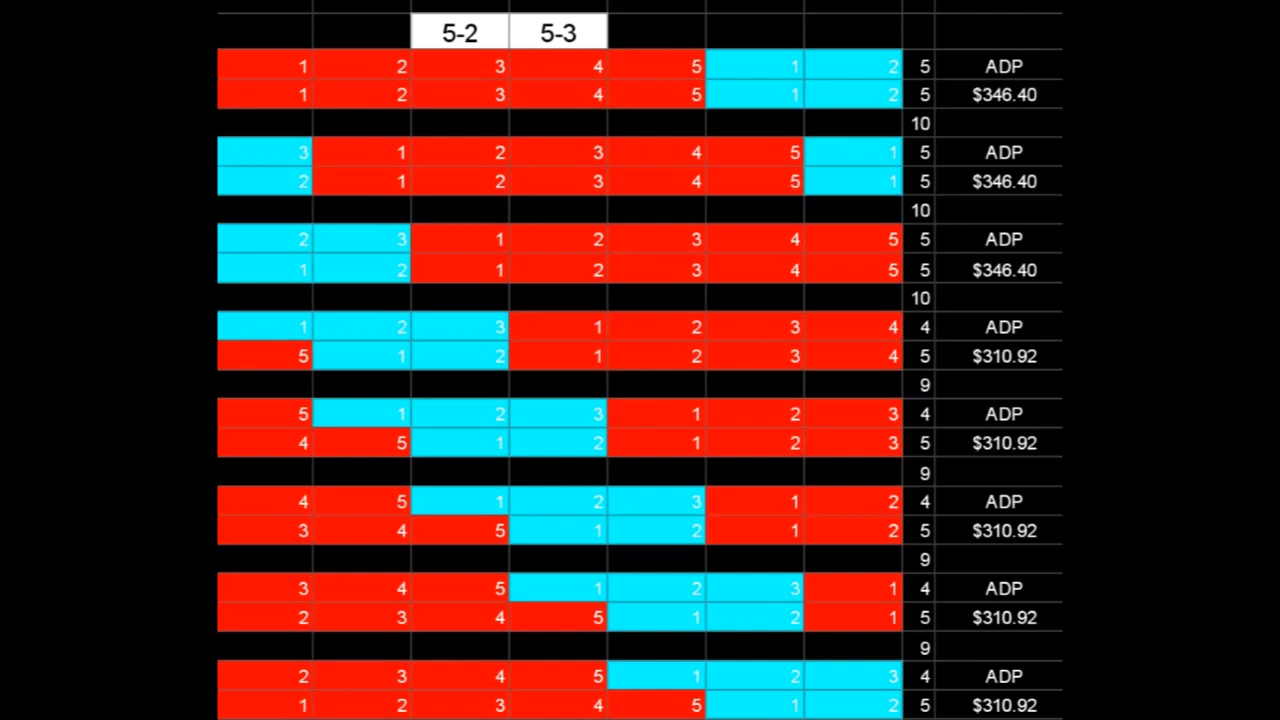 5-2 5-3
1 2 3 4 5 1 2 5 ADP
1 2 3 4 5 1 2 5 $346.40
10
3 1 2 3 4 5 1 5 ADP
2 1 2 3 4 5 1 5 $346.40
10
2 3 1 2 3 4 5 5 ADP
1 2 1 2 3 4 5 5 $346.40
10
1 2 3 1 2 3 4 4 ADP
5 1 2 1 2 3 4 5 $310.92
9
5 1 2 3 1 2 3 4 ADP
4 5 1 2 1 2 3 5 $310.92
9
4 5 1 2 3 1 2 4 ADP
3 4 5 1 2 1 2 5 $310.92
9
3 4 5 1 2 3 1 4 ADP
2 3 4 5 1 2 1 5 $310.92
9
2 3 4 5 1 2 3 4 ADP
1 2 3 4 5 1 2 5 $310.92